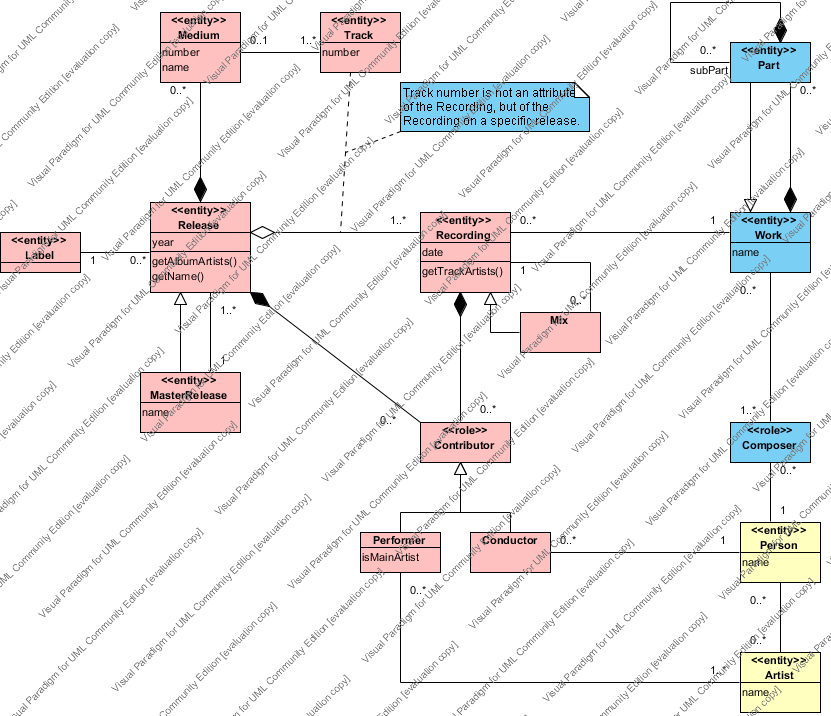 <<entity>>
Medium
number
name
0..1
1..*
<<entity>>
Track
number
0..*
Track number is not an attribute
of the Recording, but of the
Recording on a specific release.
0..*
subPart
<<entity>>
Part
0..*
<<entity>>
Label
1
0..*
<<entity>>
Release
year
getAlbumArtists()
getName()
1..*
<<entity>>
Recording
date
getTrackArtists()
0..*
1
<<entity>>
Work
name
1
0..*
Mix
0..*
1..*
1
<<entity>>
MasterRelease
name
0..*
0..*
1..*
<<role>>
Contributor
<<role>>
Composer
0..*
1
Performer
isMainArtist
Conductor
0..*
1
<<entity>>
Person
name
0..*
0..*
0..*
1..*
<<entity>>
Artist
name
Visual Paradigm for UML Community Edition [evaluation copy]